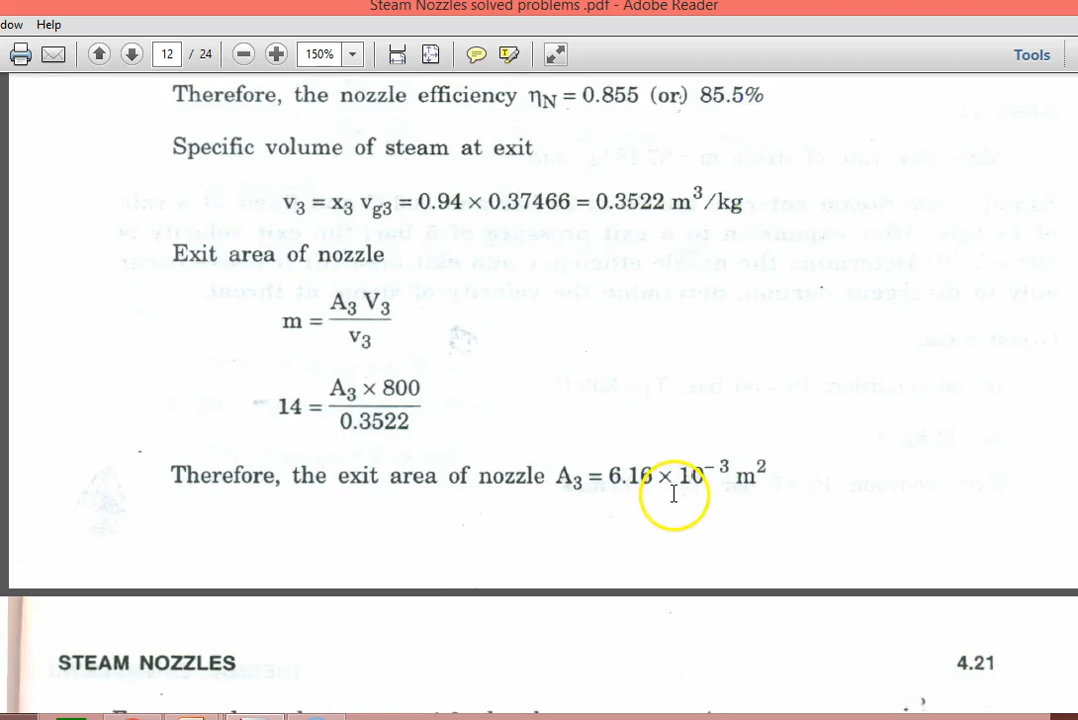 Steam Nozzles solved problems .pdf - Adobe Reader
dow Help
12 / 24 150% Tools
Therefore, the nozzle efficiency ηN = 0.855 (or) 85.5%
Specific volume of steam at exit
v3 = x3 vg3 = 0.94 × 0.37466 = 0.3522 m³/kg
Exit area of nozzle
m = A3 V3 / v3
14 = A3 × 800 / 0.3522
Therefore, the exit area of nozzle A3 = 6.16 × 10⁻³ m²
STEAM NOZZLES 4.21